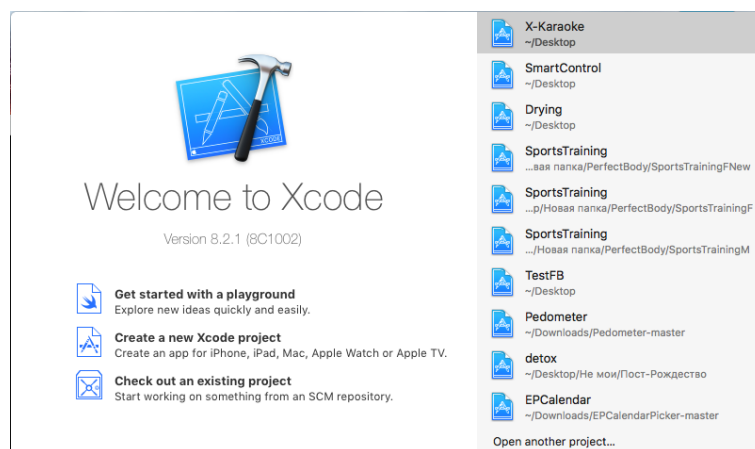 XCODE
Welcome to Xcode
Version 8.2.1 (8C1002)
Get started with a playground
Explore new ideas quickly and easily.
Create a new Xcode project
Create an app for iPhone, iPad, Mac, Apple Watch or Apple TV.
Check out an existing project
Start working on something from an SCM repository.
X-Karaoke
~/Desktop
SmartControl
~/Desktop
Drying
~/Desktop
SportsTraining
...вая папка/PerfectBody/SportsTrainingFNew
SportsTraining
...р/Новая папка/PerfectBody/SportsTrainingF
SportsTraining
.../Новая папка/PerfectBody/SportsTrainingM
TestFB
~/Desktop
Pedometer
~/Downloads/Pedometer-master
detox
~/Desktop/Не мои/Пост-Рождество
EPCalendar
~/Downloads/EPCalendarPicker-master
Open another project...